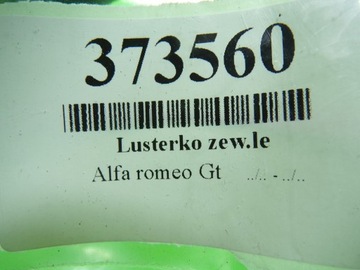 373560
Lusterko zew.le
Alfa romeo Gt ../.. - ../..